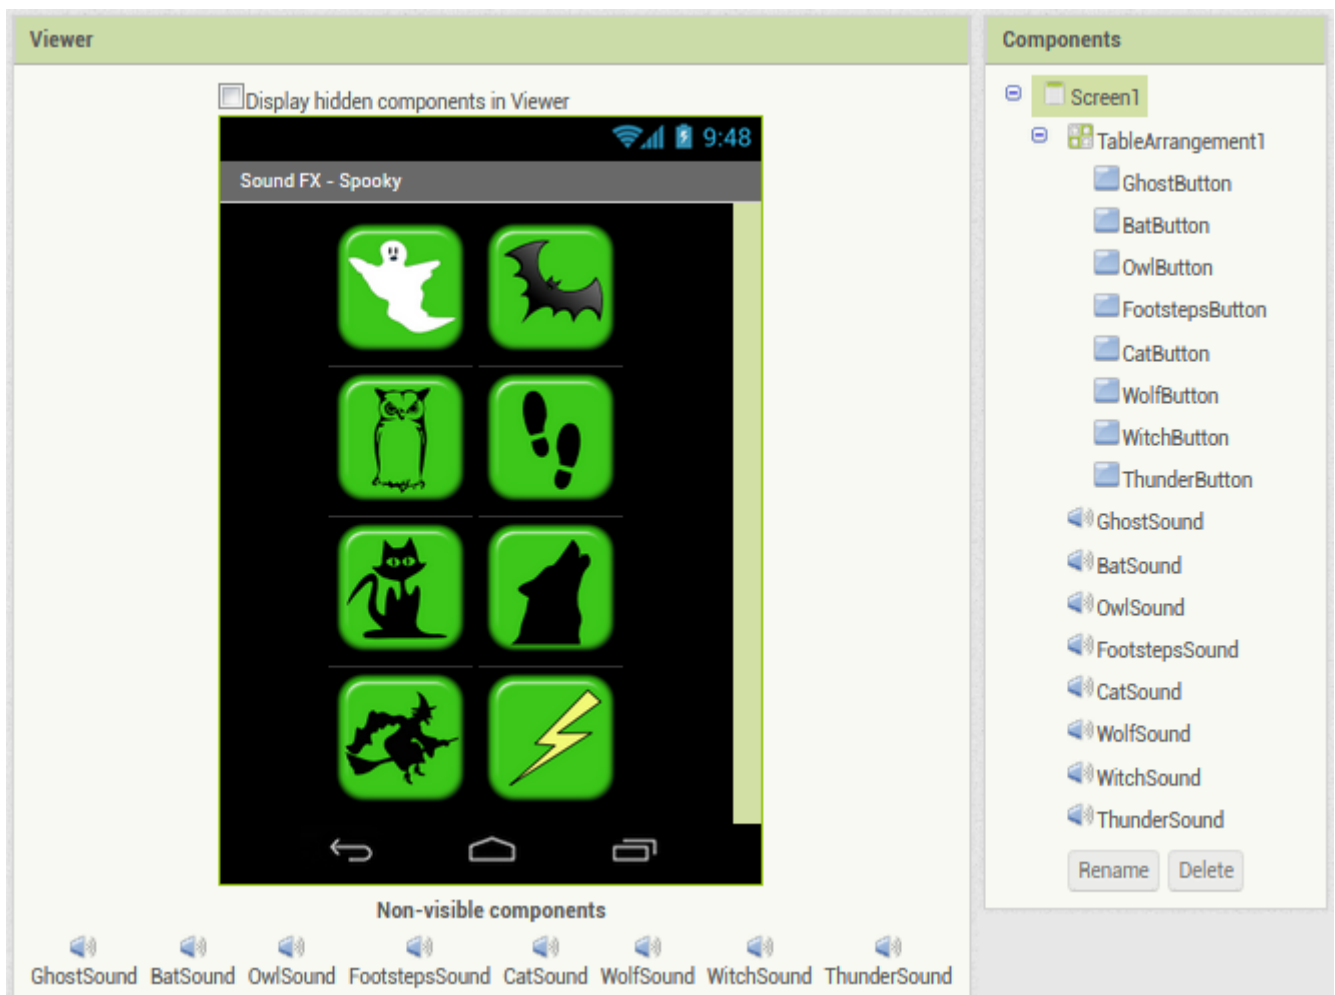 Viewer
Display hidden components in Viewer
9:48
Sound FX - Spooky
Non-visible components
GhostSound BatSound OwlSound FootstepsSound CatSound WolfSound WitchSound ThunderSound
Components
Screen1
TableArrangement1
GhostButton
BatButton
OwlButton
FootstepsButton
CatButton
WolfButton
WitchButton
ThunderButton
GhostSound
BatSound
OwlSound
FootstepsSound
CatSound
WolfSound
WitchSound
ThunderSound
Rename Delete